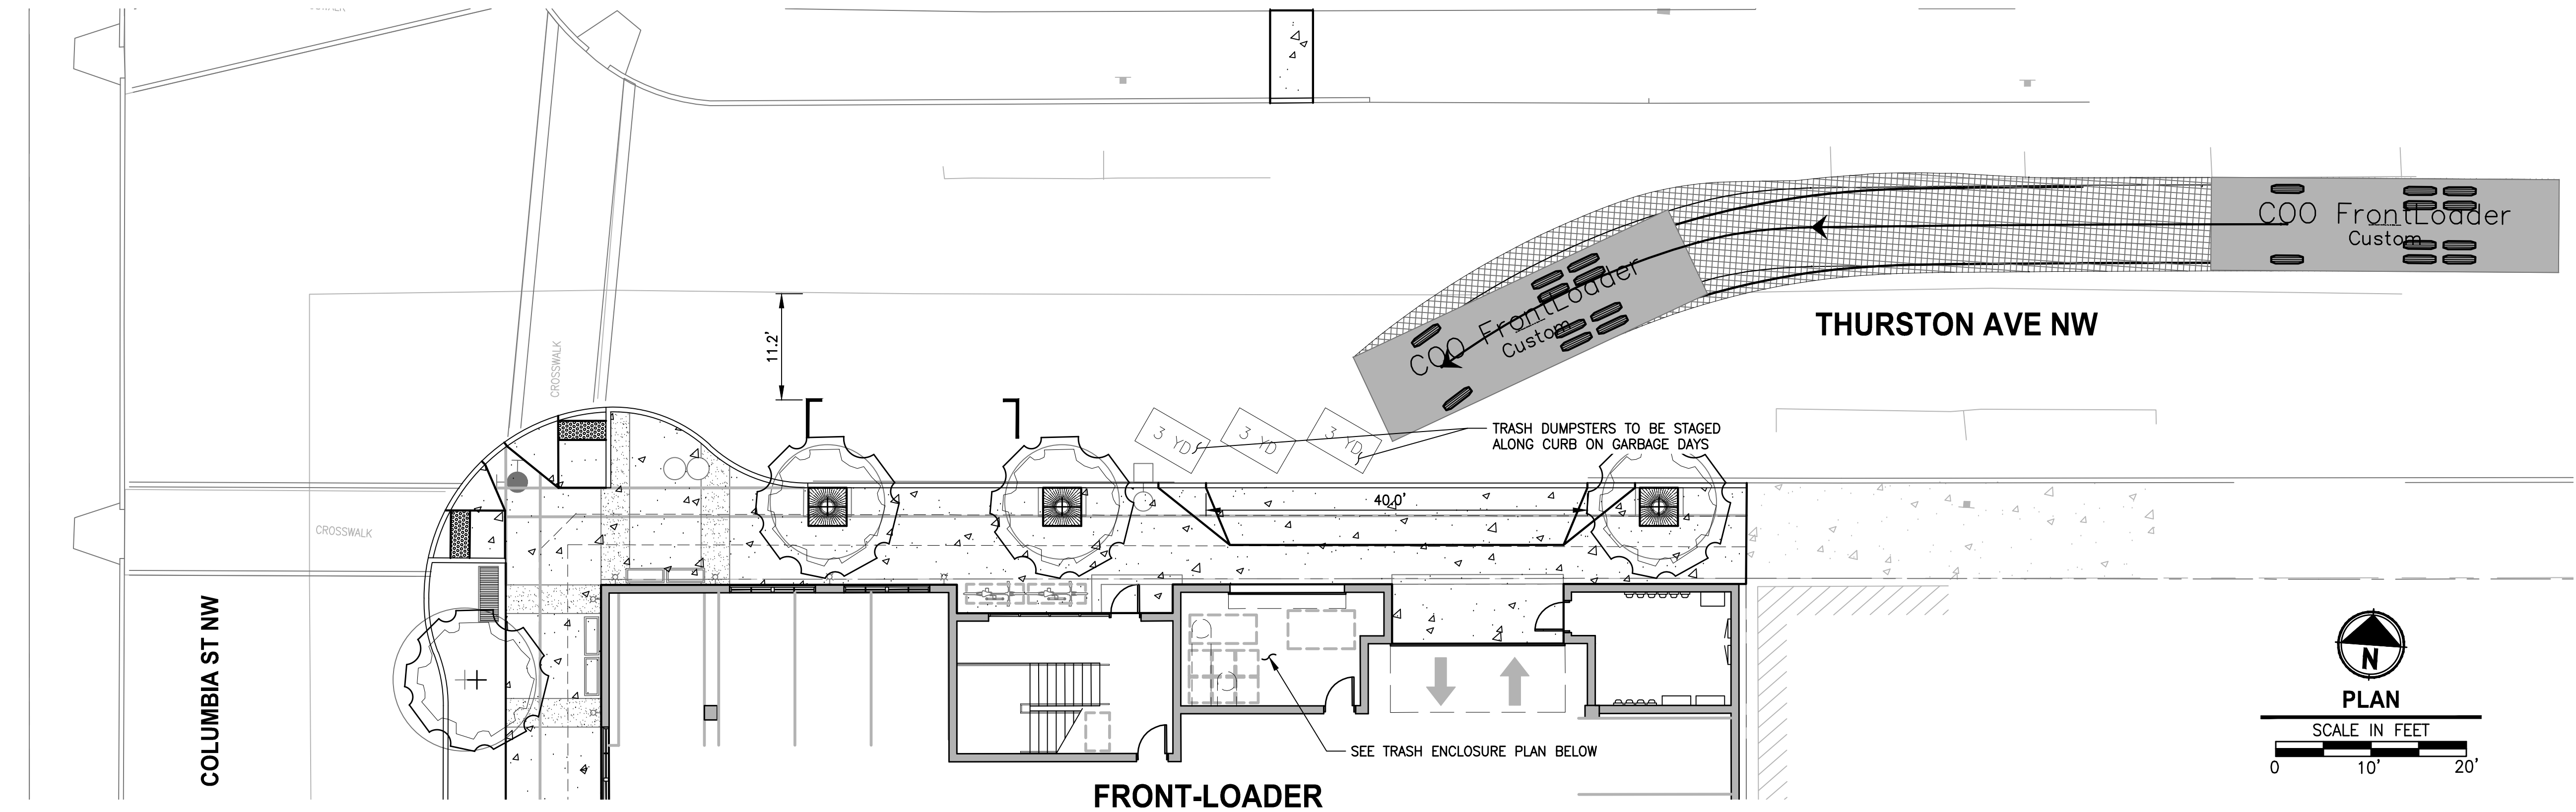 COO FrontLoader
Custom
COO FrontLoader
Custom
THURSTON AVE NW
11.2'
CROSSWALK
3 YD
3 YD
3 YD
TRASH DUMPSTERS TO BE STAGED
ALONG CURB ON GARBAGE DAYS
40.0'
CROSSWALK
COLUMBIA ST NW
SEE TRASH ENCLOSURE PLAN BELOW
FRONT-LOADER
N
PLAN
SCALE IN FEET
0 10' 20'